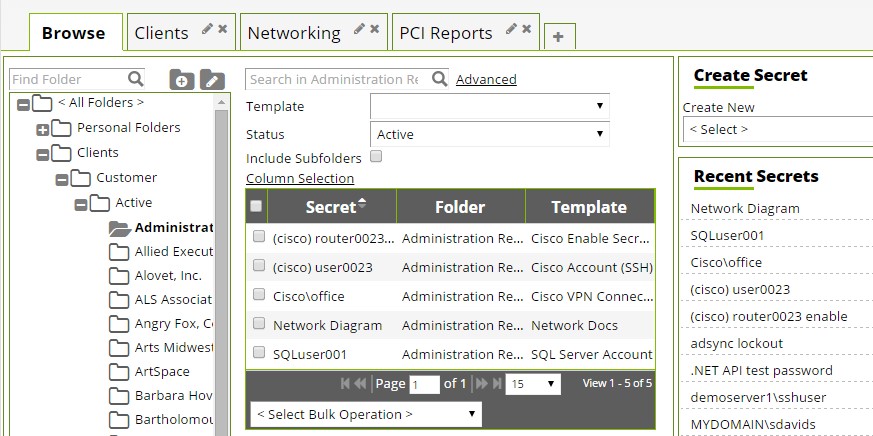 Browse Clients Networking PCI Reports +
Find Folder
< All Folders >
Personal Folders
Clients
Customer
Active
Administrat
Allied Execut
Alovet, Inc.
ALS Associat
Angry Fox, C
Arts Midwest
ArtSpace
Barbara Hov
Bartholomou
Search in Administration Re Advanced
Template
Status Active
Include Subfolders
Column Selection
Secret Folder Template
(cisco) router0023... Administration Re... Cisco Enable Secr...
(cisco) user0023 Administration Re... Cisco Account (SSH)
Cisco\office Administration Re... Cisco VPN Connec...
Network Diagram Administration Re... Network Docs
SQLuser001 Administration Re... SQL Server Account
Page 1 of 1 15 View 1 - 5 of 5
< Select Bulk Operation >
Create Secret
Create New
< Select >
Recent Secrets
Network Diagram
SQLuser001
Cisco\office
(cisco) user0023
(cisco) router0023 enable
adsync lockout
.NET API test password
demoserver1\sshuser
MYDOMAIN\sdavids